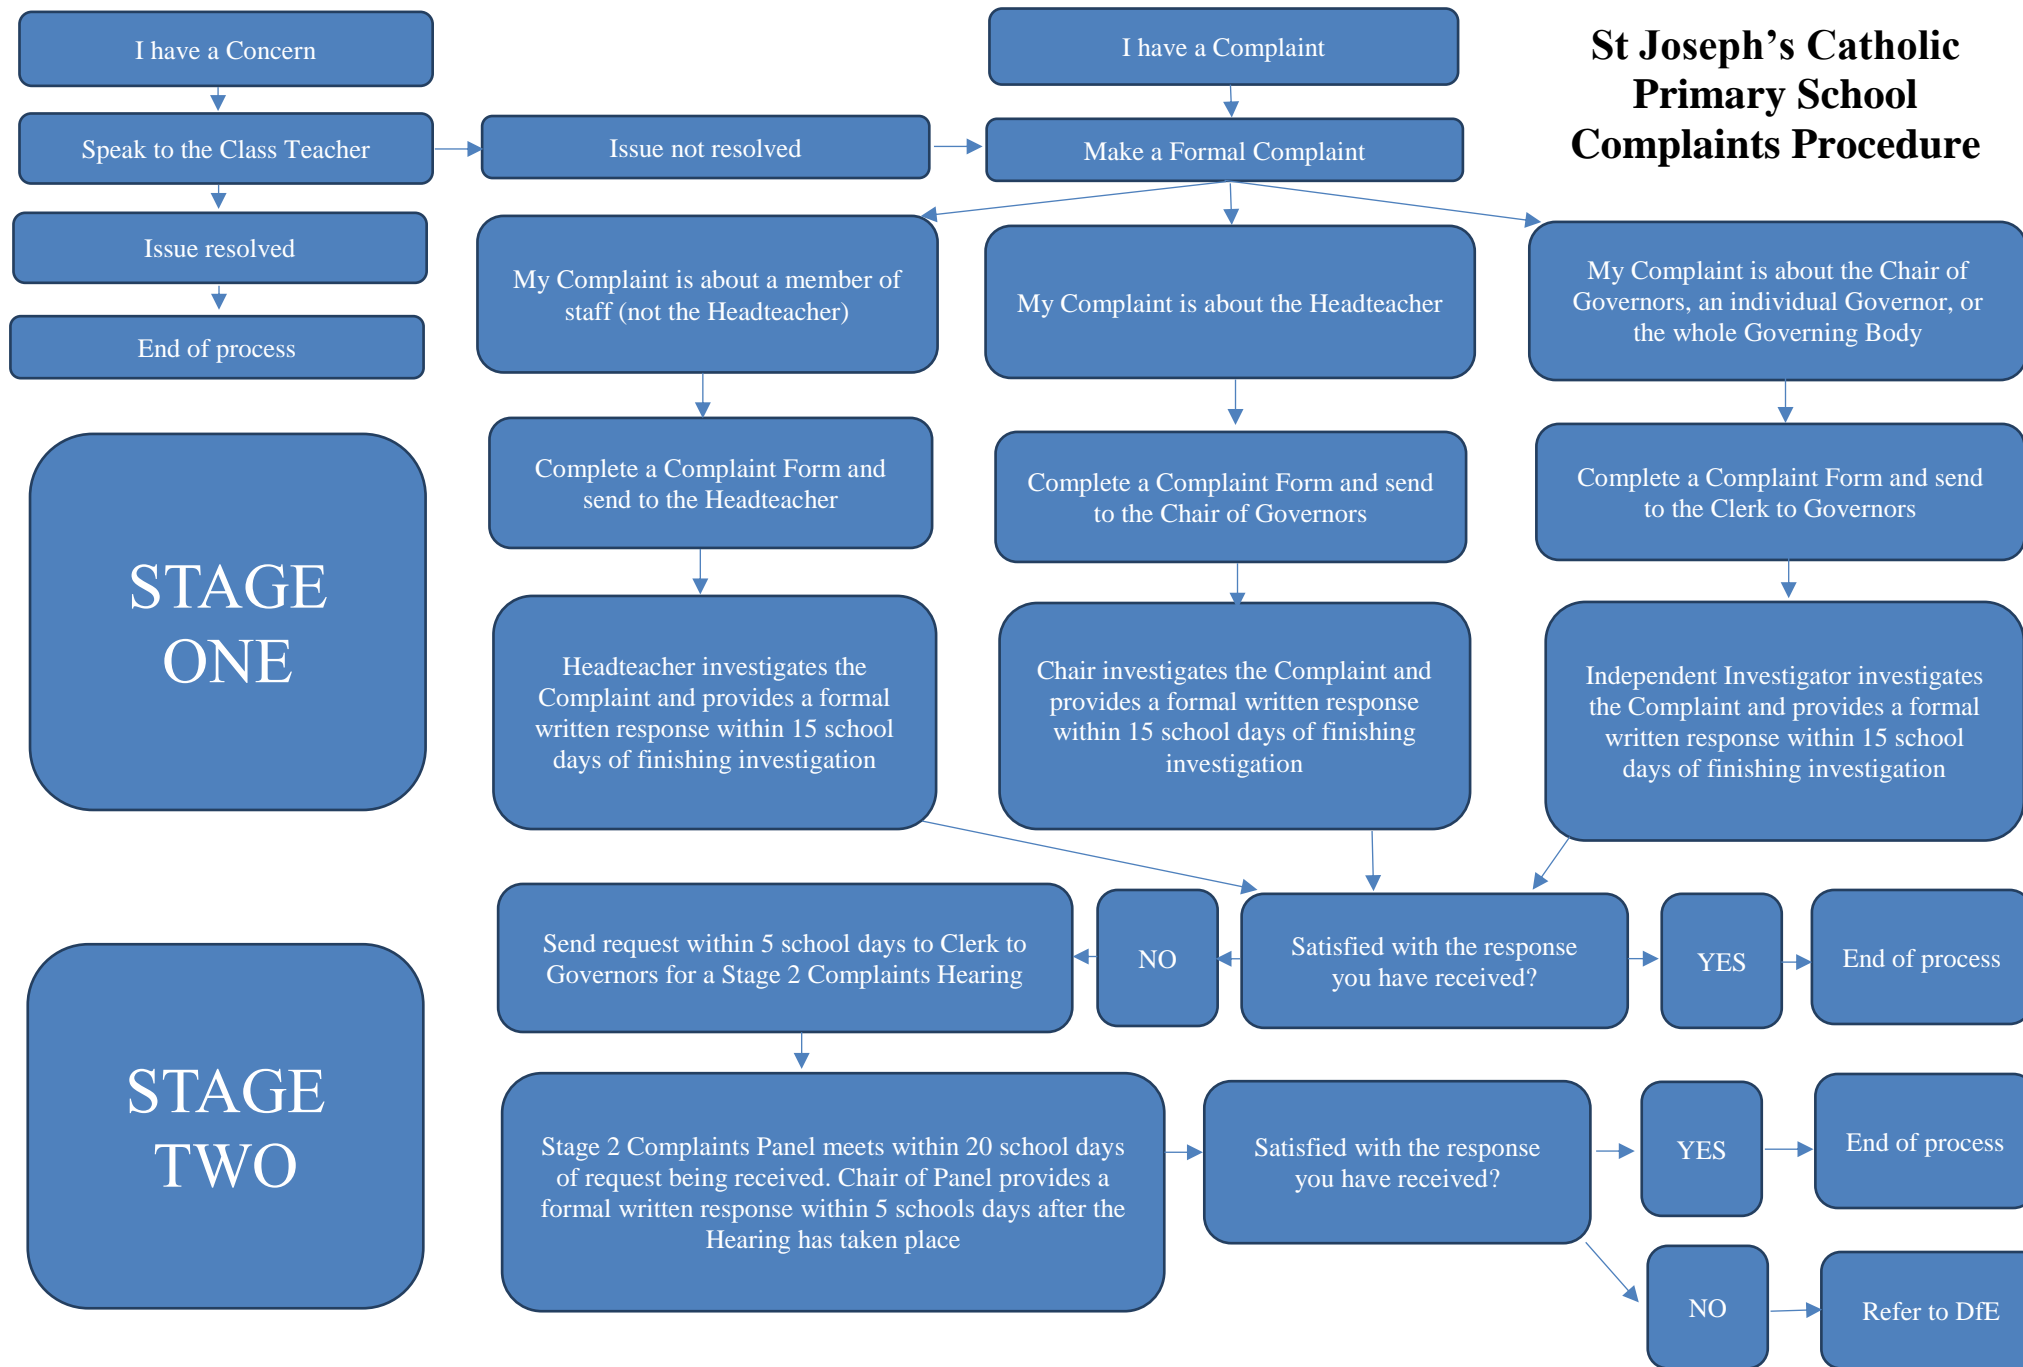 I have a Concern
I have a Complaint
St Joseph’s Catholic
Primary School
Complaints Procedure
Speak to the Class Teacher
Issue not resolved
Make a Formal Complaint
Issue resolved
End of process
My Complaint is about a member of
staff (not the Headteacher)
My Complaint is about the Headteacher
My Complaint is about the Chair of
Governors, an individual Governor, or
the whole Governing Body
Complete a Complaint Form and
send to the Headteacher
Complete a Complaint Form and send
to the Chair of Governors
Complete a Complaint Form and send
to the Clerk to Governors
STAGE
ONE
Headteacher investigates the
Complaint and provides a formal
written response within 15 school
days of finishing investigation
Chair investigates the Complaint and
provides a formal written response
within 15 school days of finishing
investigation
Independent Investigator investigates
the Complaint and provides a formal
written response within 15 school
days of finishing investigation
Send request within 5 school days to Clerk to
Governors for a Stage 2 Complaints Hearing
NO
Satisfied with the response
you have received?
YES
End of process
STAGE
TWO
Stage 2 Complaints Panel meets within 20 school days
of request being received. Chair of Panel provides a
formal written response within 5 schools days after the
Hearing has taken place
Satisfied with the response
you have received?
YES
End of process
NO
Refer to DfE